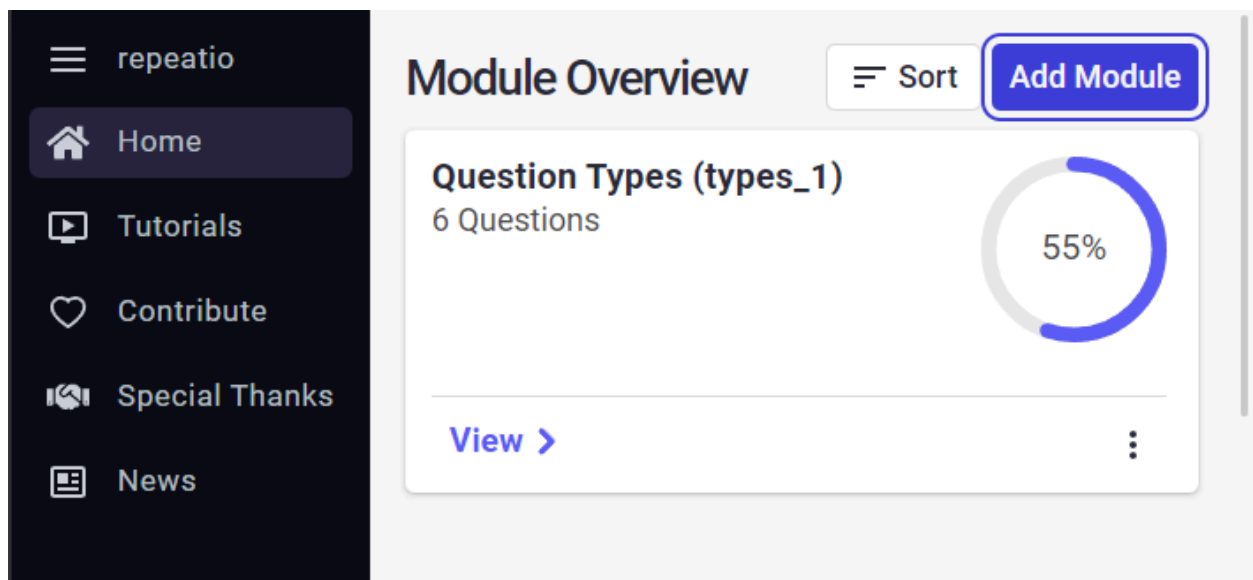 repeatio
Home
Tutorials
Contribute
Special Thanks
News
Module Overview
Sort
Add Module
Question Types (types_1)
6 Questions
55%
View